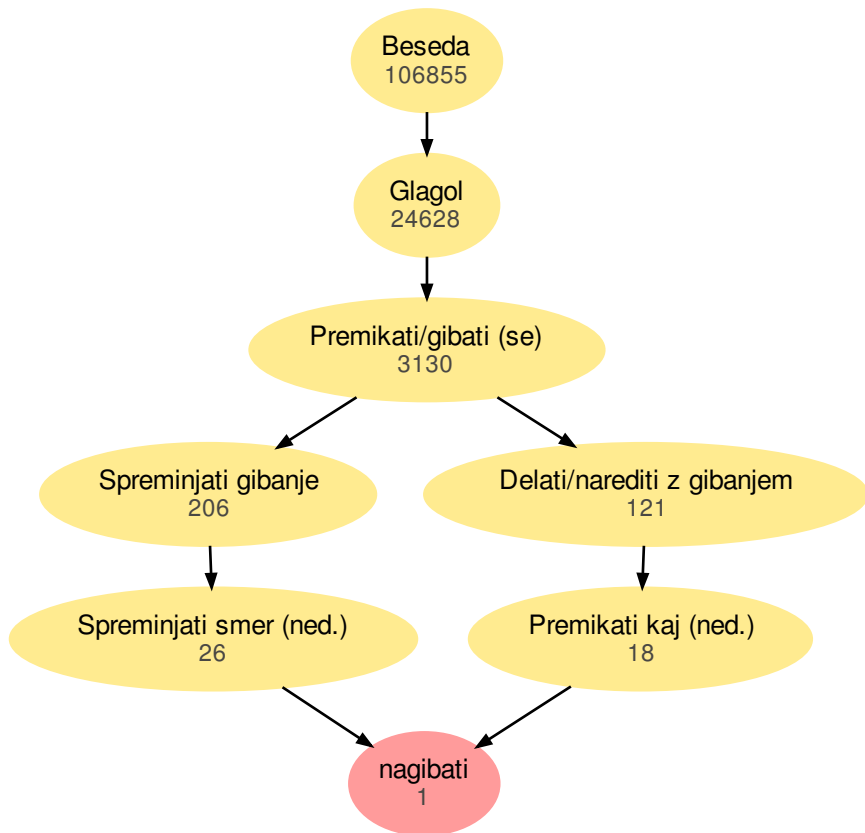 Beseda
106855
Glagol
24628
Premikati/gibati (se)
3130
Spreminjati gibanje
206
Delati/narediti z gibanjem
121
Spreminjati smer (ned.)
26
Premikati kaj (ned.)
18
nagibati
1